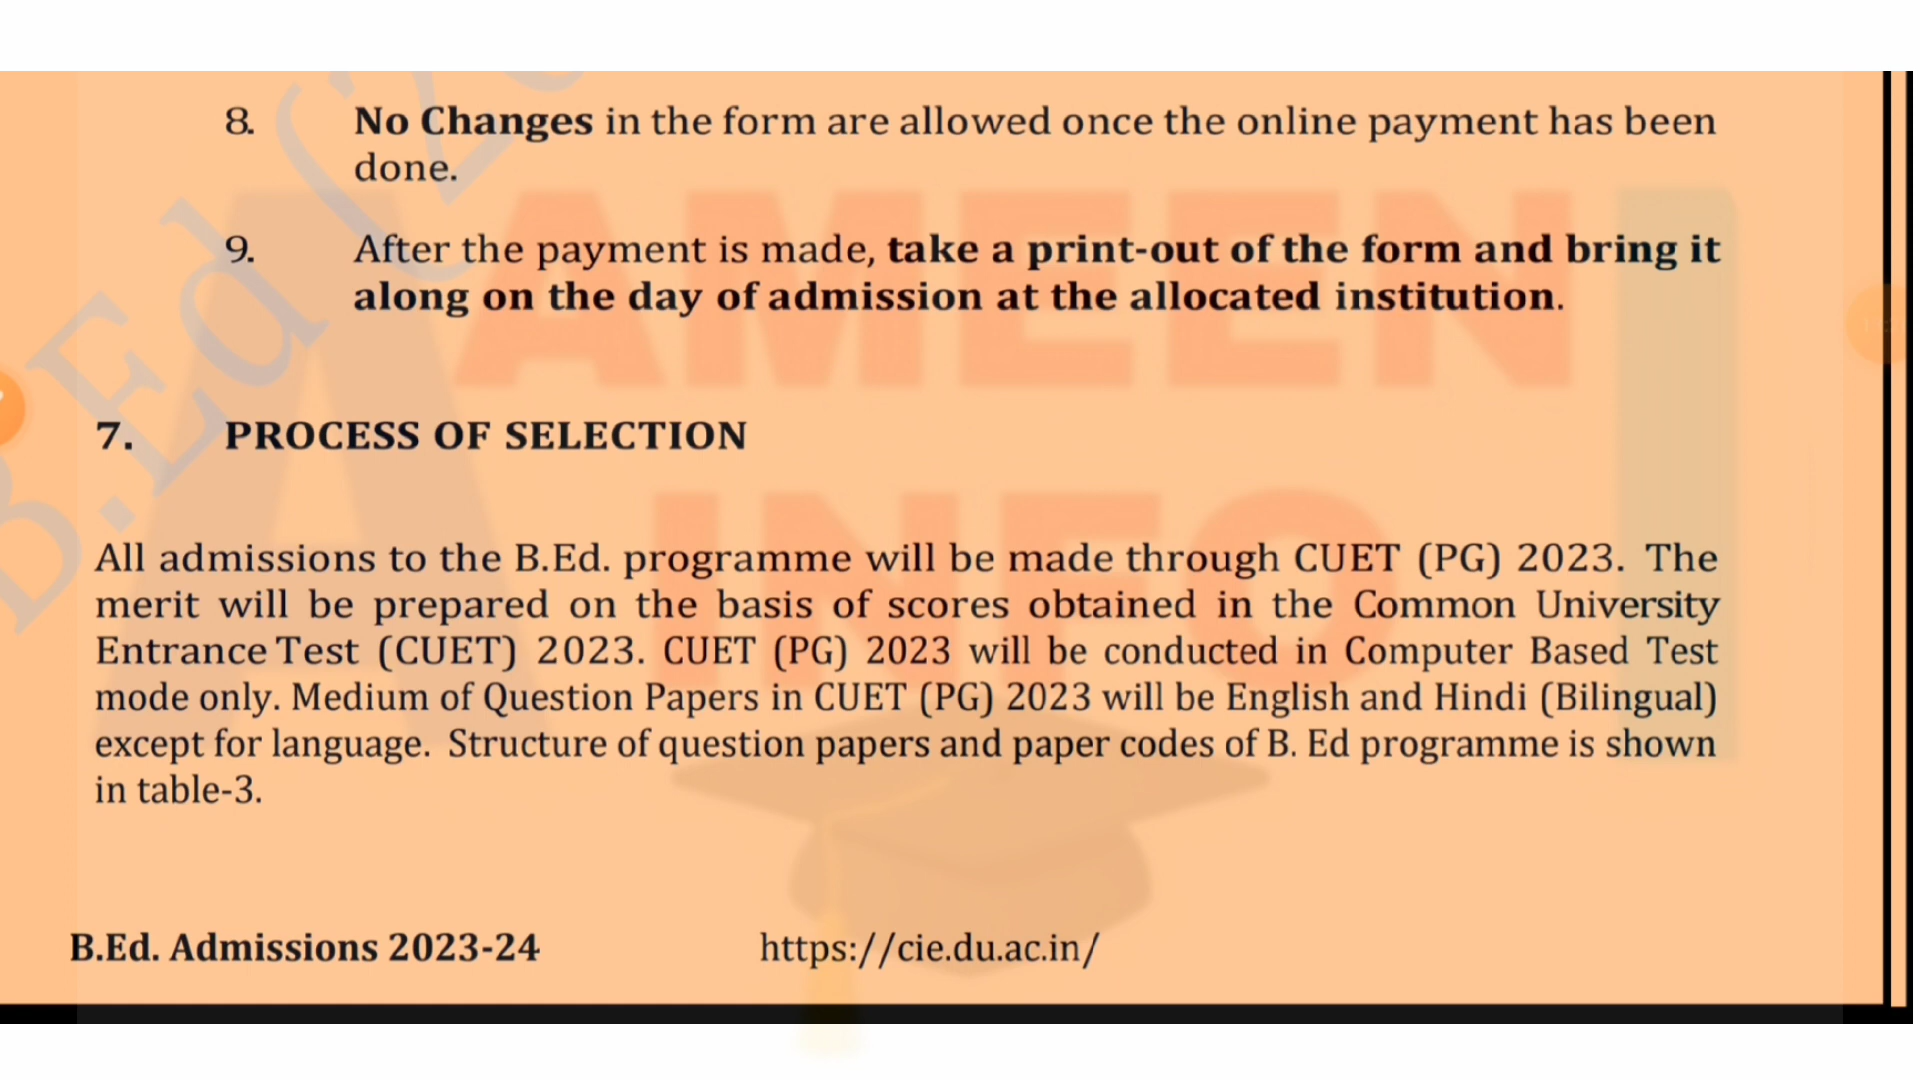 8. No Changes in the form are allowed once the online payment has been
done.
9. After the payment is made, take a print-out of the form and bring it
along on the day of admission at the allocated institution.
7. PROCESS OF SELECTION
All admissions to the B.Ed. programme will be made through CUET (PG) 2023. The
merit will be prepared on the basis of scores obtained in the Common University
Entrance Test (CUET) 2023. CUET (PG) 2023 will be conducted in Computer Based Test
mode only. Medium of Question Papers in CUET (PG) 2023 will be English and Hindi (Bilingual)
except for language. Structure of question papers and paper codes of B. Ed programme is shown
in table-3.
B.Ed. Admissions 2023-24 https://cie.du.ac.in/
B.Ed (20
AMEEN
INFO